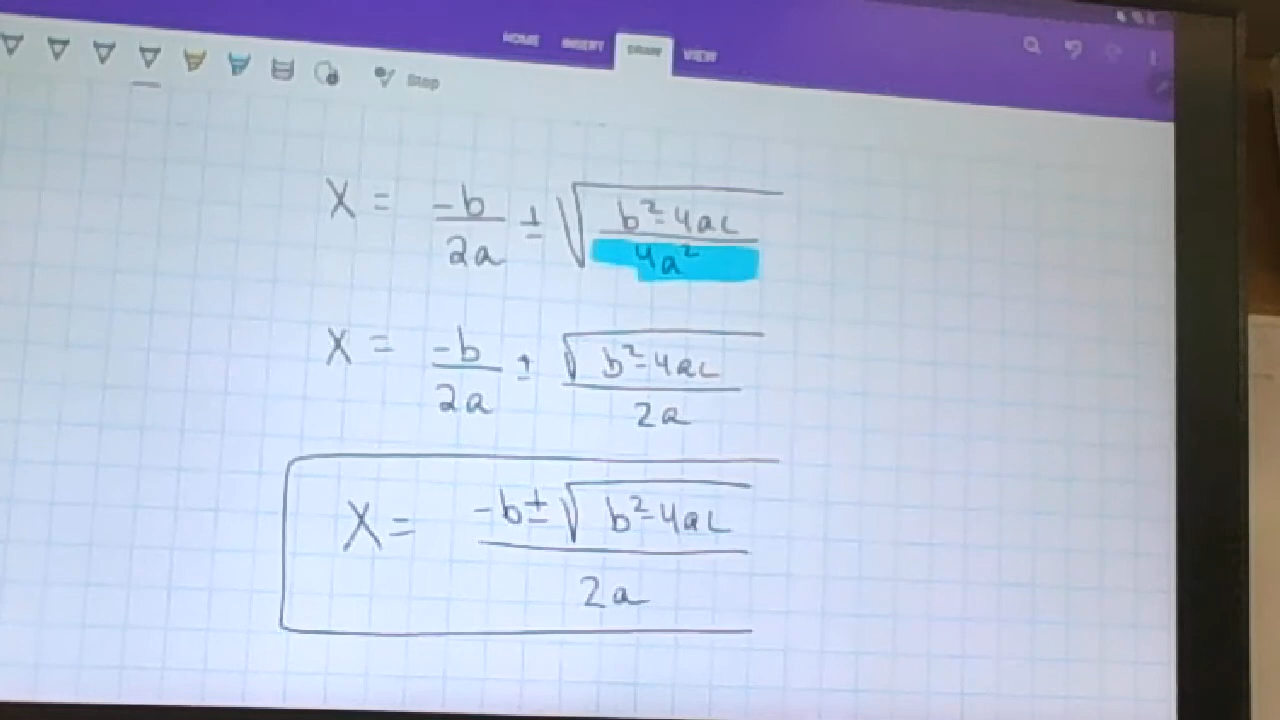 HOME INSERT DRAW VIEW
Stop
X = -b/2a ± √(b²-4ac/4a²)
X = -b/2a ± √(b²-4ac)/2a
X = -b±√(b²-4ac)/2a